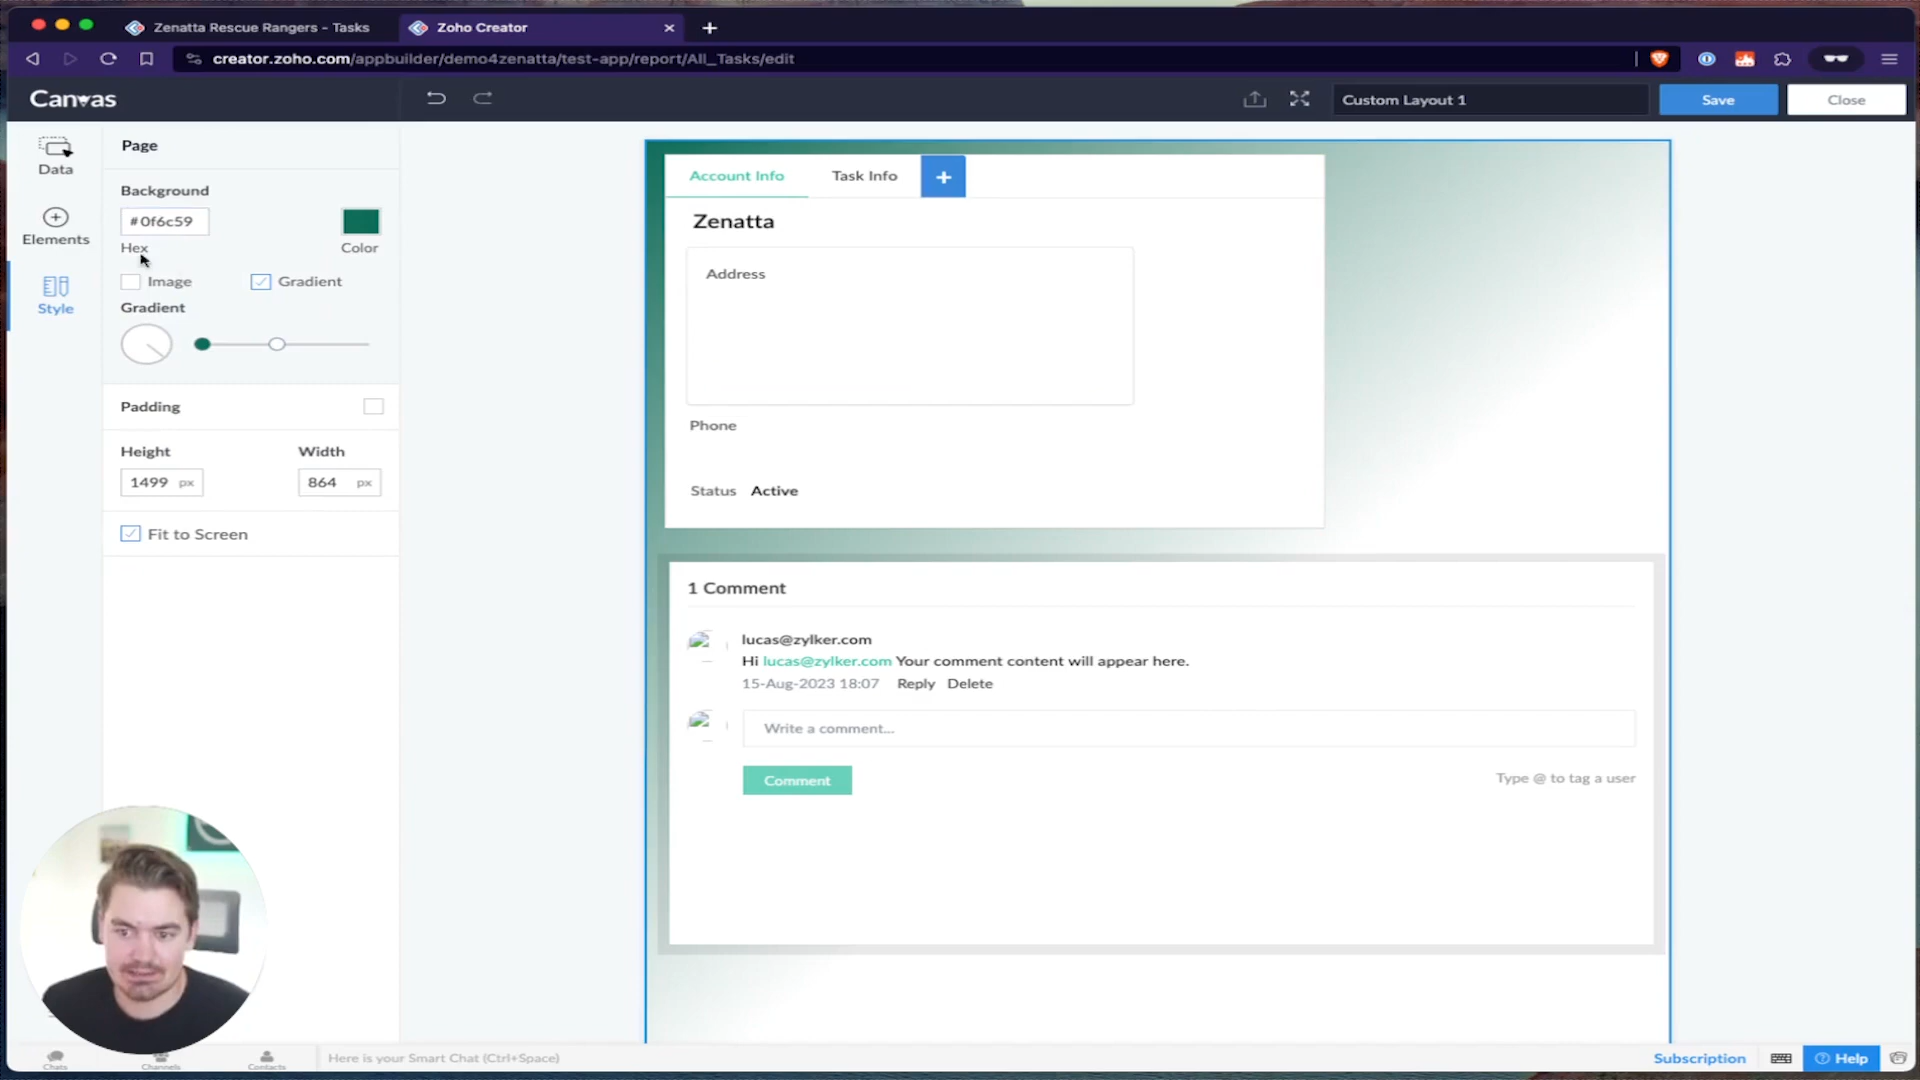 Zenatta Rescue Rangers - Tasks
Zoho Creator
creator.zoho.com/appbuilder/demo4zenatta/test-app/report/All_Tasks/edit
Canvas
Custom Layout 1
Save
Close
Data
Elements
Style
Page
Background
#0f6c59
Hex
Color
Image
Gradient
Gradient
Padding
Height
Width
1499 px
864 px
Fit to Screen
Account Info
Task Info
+
Zenatta
Address
Phone
Status Active
1 Comment
lucas@zylker.com
Hi lucas@zylker.com Your comment content will appear here.
15-Aug-2023 18:07 Reply Delete
Write a comment...
Comment
Type @ to tag a user
Chats
Channels
Contacts
Here is your Smart Chat (Ctrl+Space)
Subscription
Help